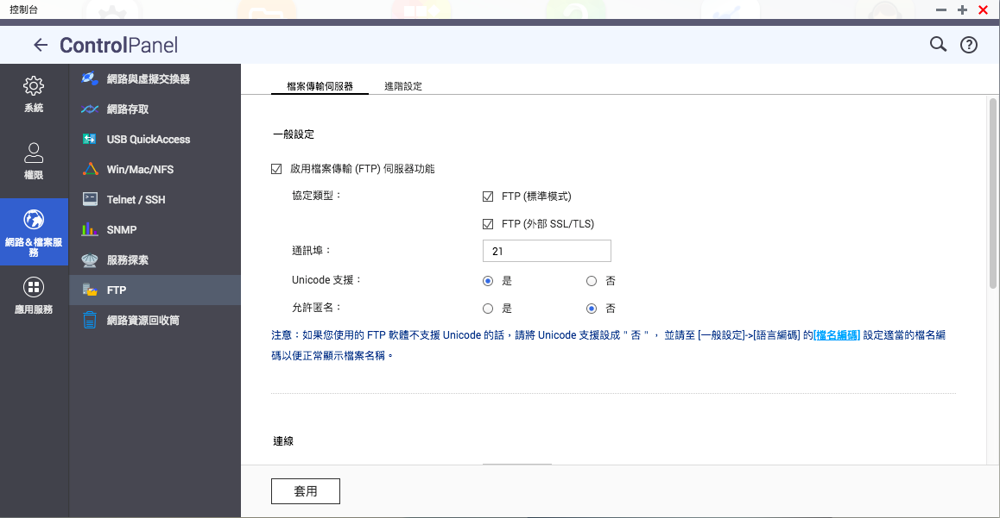 控制台
ControlPanel
系統
權限
網路＆檔案服
務
應用服務
網路與虛擬交換器
網路存取
USB QuickAccess
Win/Mac/NFS
Telnet / SSH
SNMP
服務探索
FTP
網路資源回收筒
檔案傳輸伺服器 進階設定
一般設定
啟用檔案傳輸 (FTP) 伺服器功能
協定類型： FTP (標準模式)
FTP (外部 SSL/TLS)
通訊埠： 21
Unicode 支援： 是 否
允許匿名： 是 否
注意：如果您使用的 FTP 軟體不支援 Unicode 的話，請將 Unicode 支援設成 " 否 " ， 並請至 [一般設定]->[語言編碼] 的[檔名編碼] 設定適當的檔名編
碼以便正常顯示檔案名稱。
連線
套用